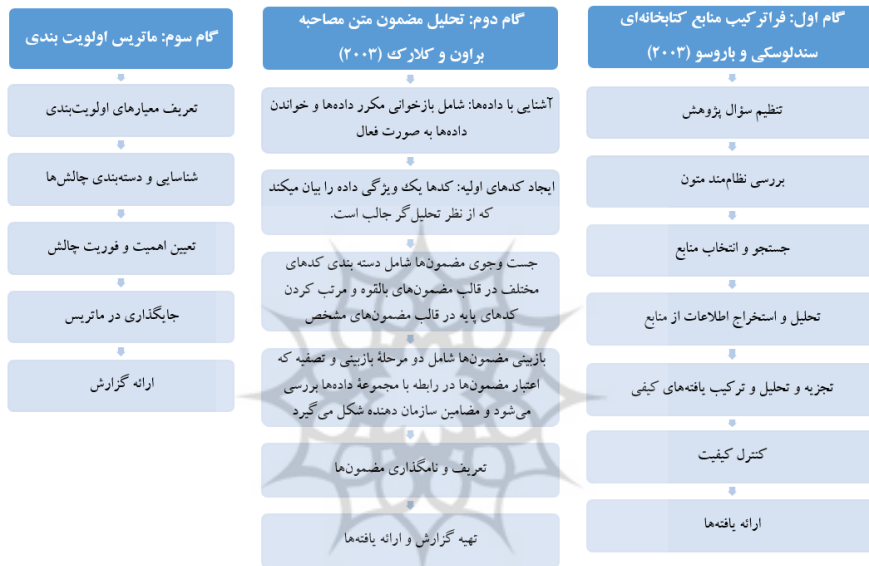 گام اول: فراترکیب منابع کتابخانه‌ای
سندلوسکی و باروسو (۲۰۰۳)
تنظیم سؤال پژوهش
بررسی نظام‌مند متون
جستجو و انتخاب منابع
تحلیل و استخراج اطلاعات از منابع
تجزیه و تحلیل و ترکیب یافته‌های کیفی
کنترل کیفیت
ارائه یافته‌ها
گام دوم: تحلیل مضمون متن مصاحبه
براون و کلارک (۲۰۰۳)
آشنایی با داده‌ها: شامل بازخوانی مکرر داده‌ها و خواندن
داده‌ها به صورت فعال
ایجاد کدهای اولیه: کدها یک ویژگی داده را بیان میکند
که از نظر تحلیل‌گر جالب است.
جست وجوی مضمون‌ها شامل دسته بندی کدهای
مختلف در قالب مضمون‌های بالقوه و مرتب کردن
کدهای پایه در قالب مضمون‌های مشخص
بازبینی مضمون‌ها شامل دو مرحلهٔ بازبینی و تصفیه که
اعتبار مضمون‌ها در رابطه با مجموعهٔ داده‌ها بررسی
می‌شود و مضامین سازمان دهنده شکل می‌گیرد
تعریف و نامگذاری مضمون‌ها
تهیه گزارش و ارائه یافته‌ها
گام سوم: ماتریس اولویت بندی
تعریف معیارهای اولویت‌بندی
شناسایی و دسته‌بندی چالش‌ها
تعیین اهمیت و فوریت چالش
جایگذاری در ماتریس
ارائه گزارش